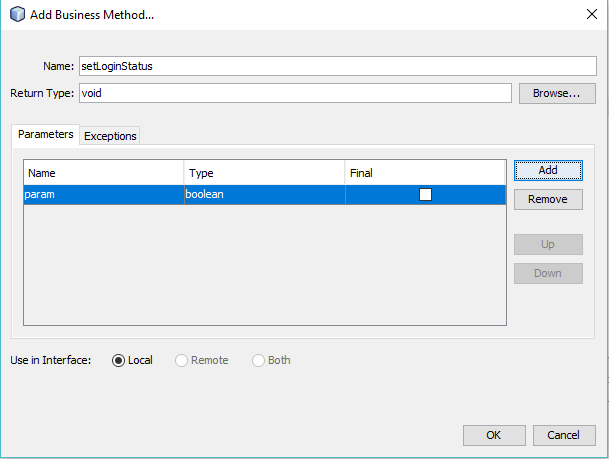 Add Business Method...
Name: setLoginStatus
Return Type: void Browse...
Parameters Exceptions
Name Type Final Add
param boolean Remove
Up
Down
Use in Interface: Local Remote Both
OK Cancel